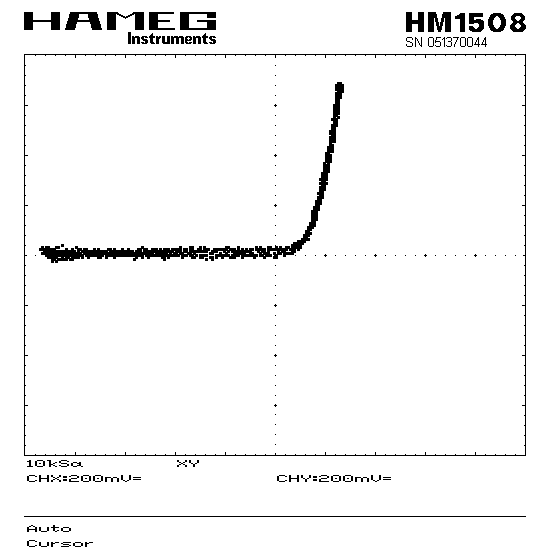 HAMEG HM1508
Instruments SN 051370044
10kSa XY
CHX:200mV= CHY:200mV=
Auto
Cursor